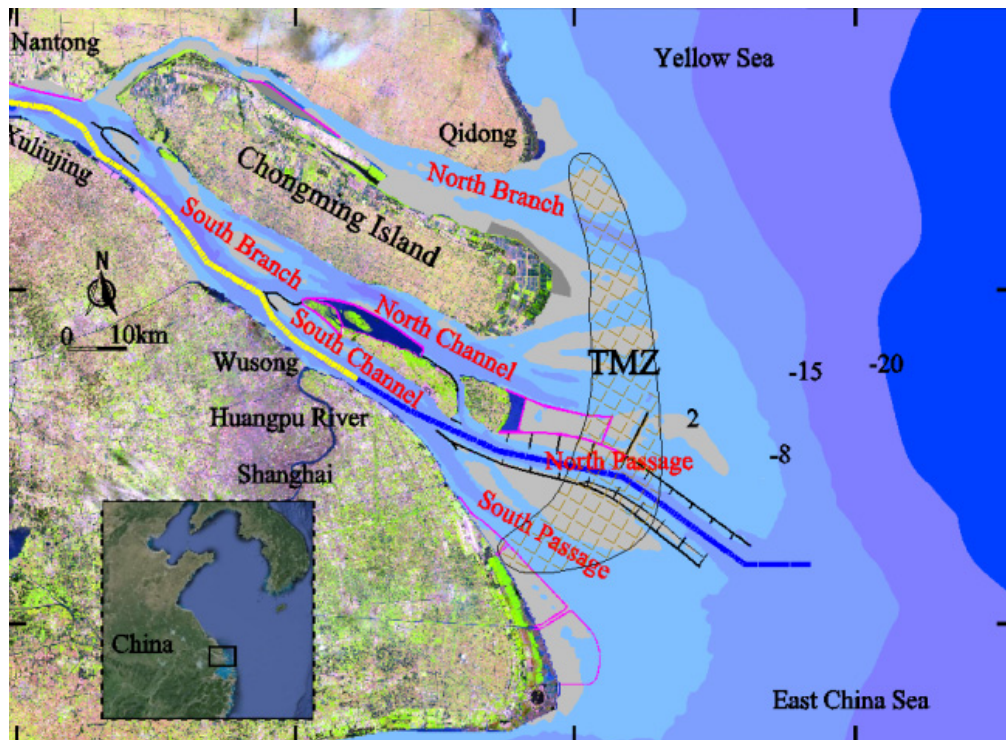 Nantong
Yellow Sea
Qidong
Xuliujing
North Branch
Chongming Island
South Branch
N
0 10km
North Channel
South Channel
Wusong
TMZ
-15
-20
Huangpu River
2
-8
North Passage
Shanghai
South Passage
China
East China Sea